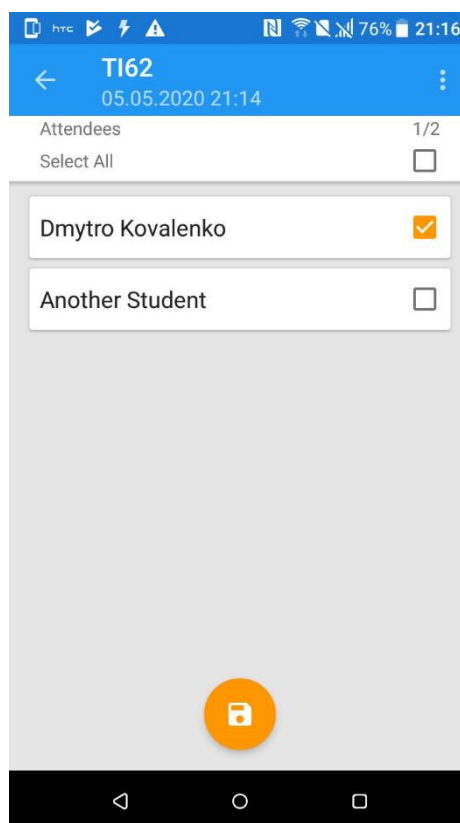 hTC 76% 21:16
TI62
05.05.2020 21:14
Attendees 1/2
Select All
Dmytro Kovalenko
Another Student